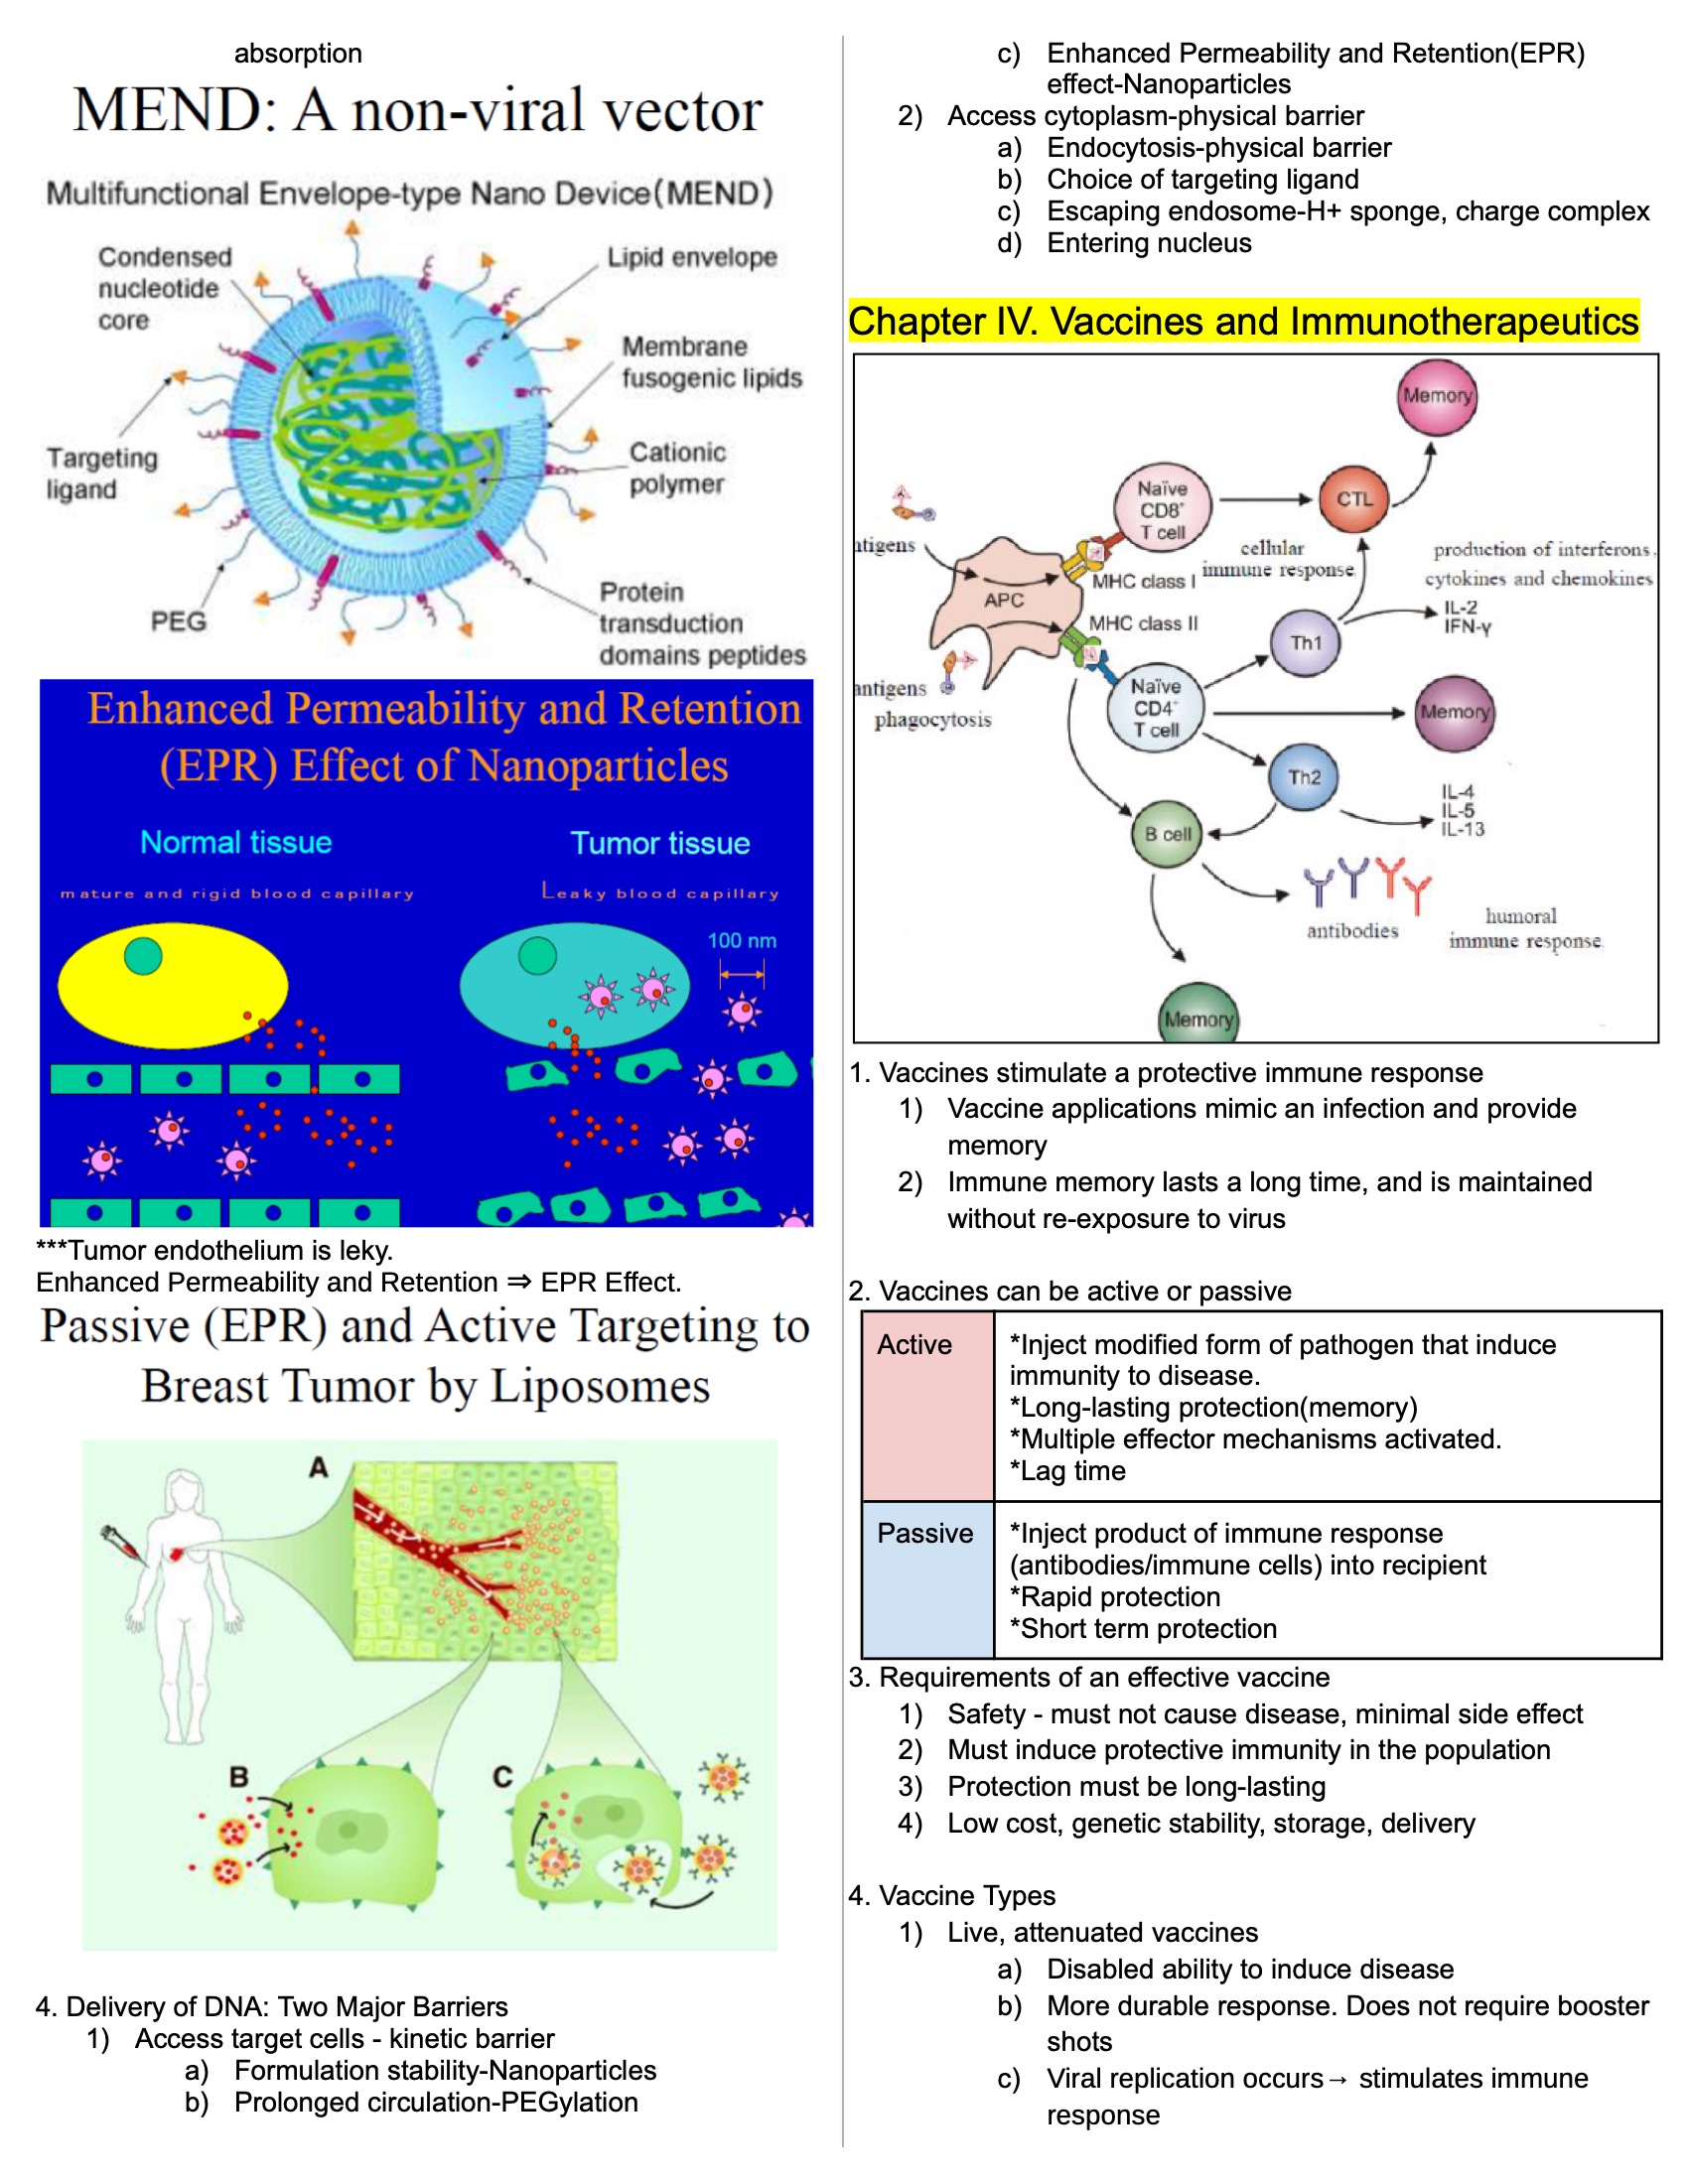 absorption
MEND: A non-viral vector
Multifunctional Envelope-type Nano Device(MEND)
Condensed
nucleotide
core
Lipid envelope
Membrane
fusogenic lipids
Targeting
ligand
Cationic
polymer
PEG
Protein
transduction
domains peptides
Enhanced Permeability and Retention
(EPR) Effect of Nanoparticles
Normal tissue
Tumor tissue
mature and rigid blood capillary
Leaky blood capillary
100 nm
***Tumor endothelium is leky.
Enhanced Permeability and Retention ⇒ EPR Effect.
Passive (EPR) and Active Targeting to
Breast Tumor by Liposomes
A
B
C
4. Delivery of DNA: Two Major Barriers
1) Access target cells - kinetic barrier
a) Formulation stability-Nanoparticles
b) Prolonged circulation-PEGylation
c) Enhanced Permeability and Retention(EPR)
effect-Nanoparticles
2) Access cytoplasm-physical barrier
a) Endocytosis-physical barrier
b) Choice of targeting ligand
c) Escaping endosome-H+ sponge, charge complex
d) Entering nucleus
Chapter IV. Vaccines and Immunotherapeutics
Memory
Naïve
CD8+
T cell
CTL
ntigens
cellular
immune response
production of interferons,
cytokines and chemokines
MHC class I
APC
IL-2
IFN-γ
MHC class II
Th1
antigens
phagocytosis
Naïve
CD4+
T cell
Memory
Th2
IL-4
IL-5
IL-13
B cell
antibodies
humoral
immune response
Memory
1. Vaccines stimulate a protective immune response
1) Vaccine applications mimic an infection and provide
memory
2) Immune memory lasts a long time, and is maintained
without re-exposure to virus
2. Vaccines can be active or passive
Active
*Inject modified form of pathogen that induce
immunity to disease.
*Long-lasting protection(memory)
*Multiple effector mechanisms activated.
*Lag time
Passive
*Inject product of immune response
(antibodies/immune cells) into recipient
*Rapid protection
*Short term protection
3. Requirements of an effective vaccine
1) Safety - must not cause disease, minimal side effect
2) Must induce protective immunity in the population
3) Protection must be long-lasting
4) Low cost, genetic stability, storage, delivery
4. Vaccine Types
1) Live, attenuated vaccines
a) Disabled ability to induce disease
b) More durable response. Does not require booster
shots
c) Viral replication occurs→ stimulates immune
response